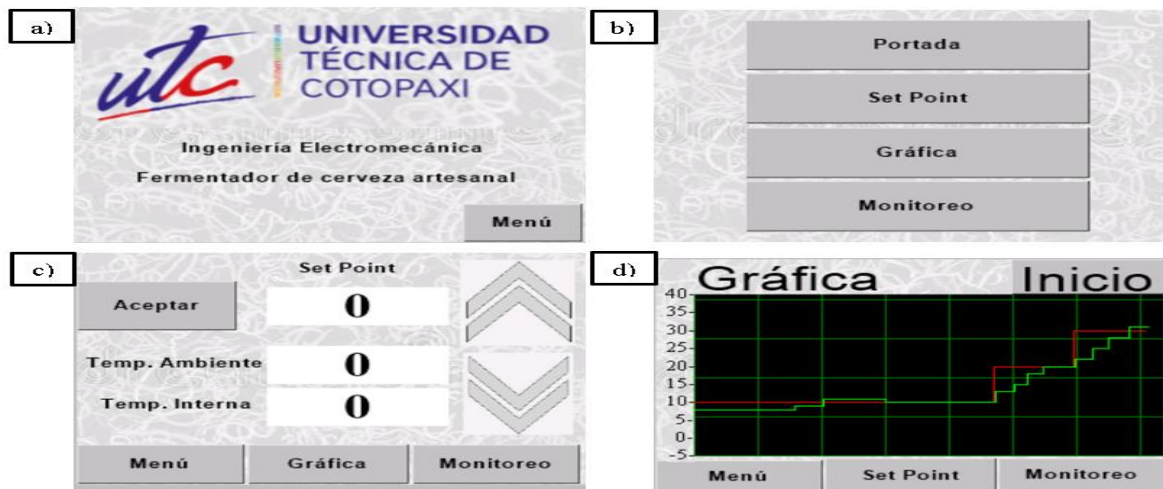 a)
utc
UNIVERSIDAD
TÉCNICA DE
COTOPAXI
Ingeniería Electromecánica
Fermentador de cerveza artesanal
Menú
b)
Portada
Set Point
Gráfica
Monitoreo
c)
Set Point
Aceptar
0
Temp. Ambiente
0
Temp. Interna
0
Menú
Gráfica
Monitoreo
d)
Gráfica
Inicio
40
35
30
25
20
15
10
5
0
-5
Menú
Set Point
Monitoreo